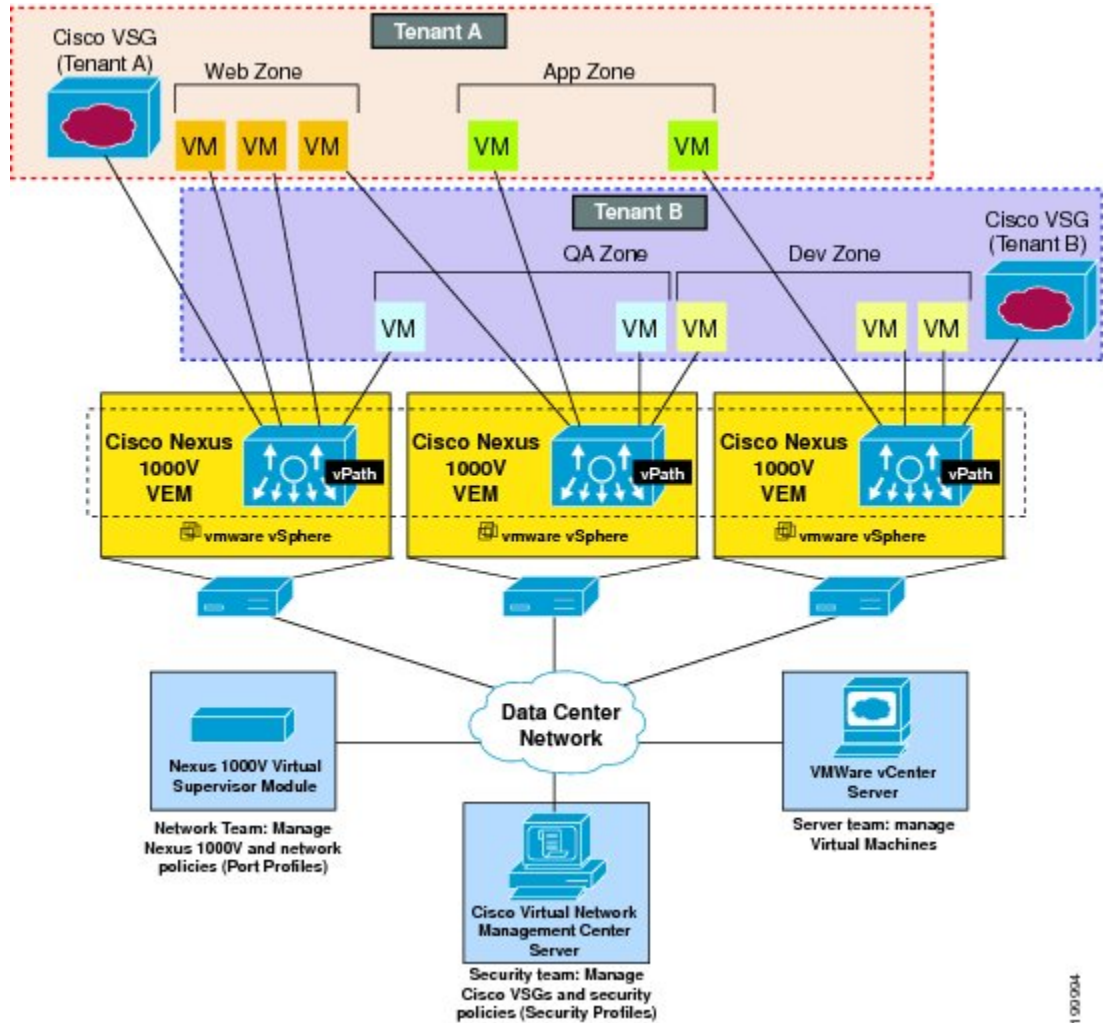 Tenant A
Cisco VSG
(Tenant A)
Web Zone
App Zone
VM
VM
VM
VM
VM
Tenant B
Cisco VSG
(Tenant B)
QA Zone
Dev Zone
VM
VM
VM
VM
VM
Cisco Nexus
1000V
VEM
vPath
vmware vSphere
Cisco Nexus
1000V
VEM
vPath
vmware vSphere
Cisco Nexus
1000V
VEM
vPath
vmware vSphere
Data Center
Network
Nexus 1000V Virtual
Supervisor Module
Network Team: Manage
Nexus 1000V and network
policies (Port Profiles)
VMWare vCenter
Server
Server team: manage
Virtual Machines
Cisco Virtual Network
Management Center
Server
Security team: Manage
Cisco VSGs and security
policies (Security Profiles)
199994